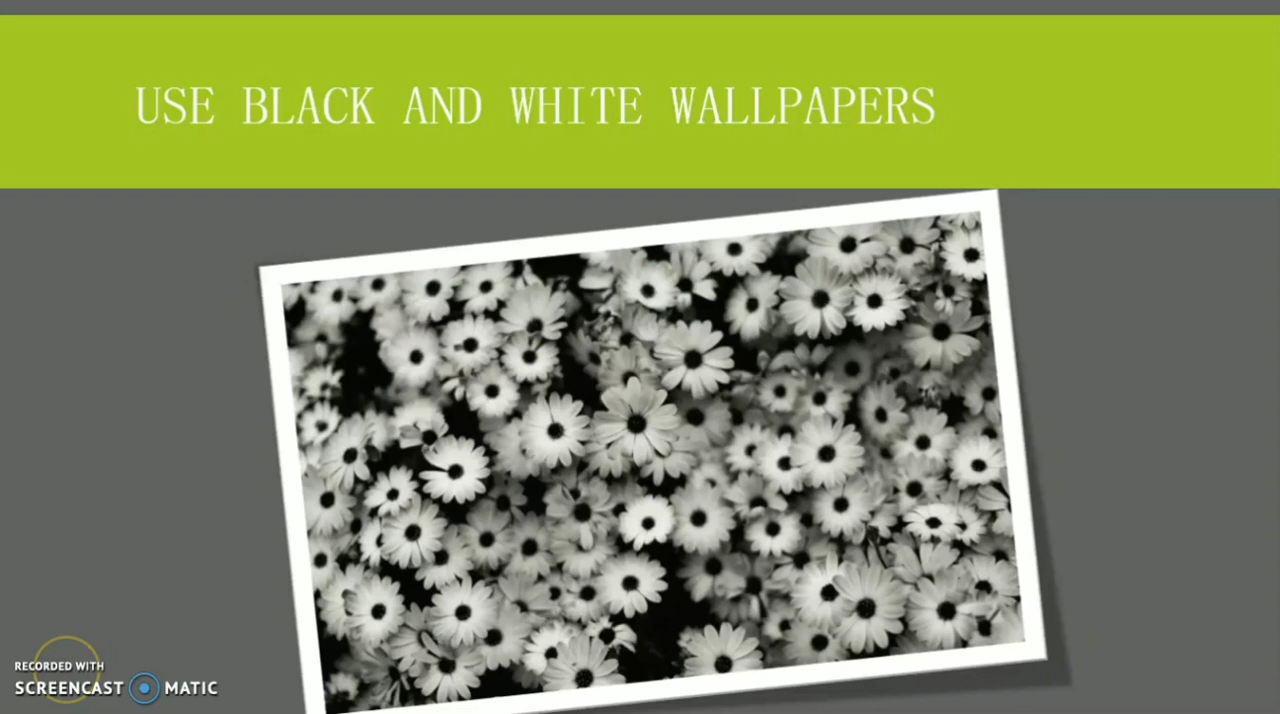 USE BLACK AND WHITE WALLPAPERS
RECORDED WITH
SCREENCAST MATIC